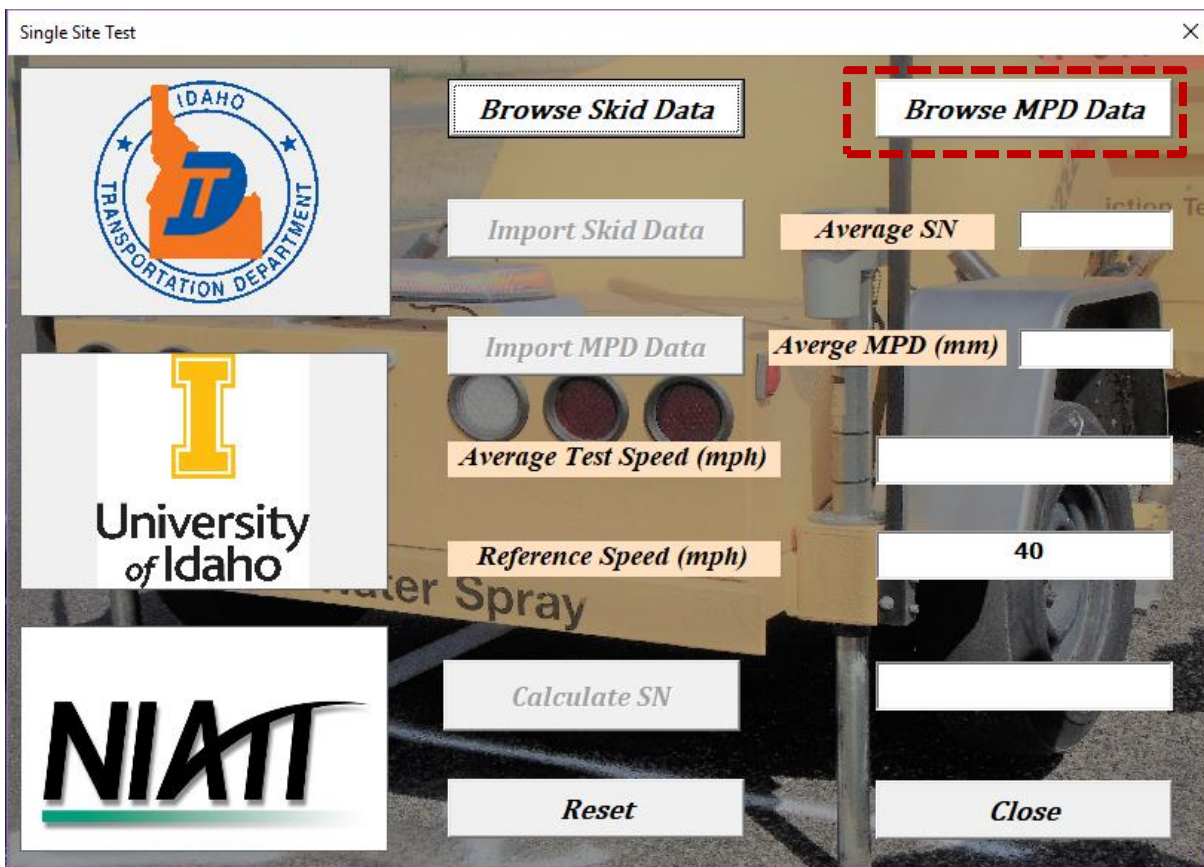 Single Site Test
IDAHO
TRANSPORTATION DEPARTMENT
Browse Skid Data
Browse MPD Data
iction Te
Import Skid Data
Average SN
Import MPD Data
Averge MPD (mm)
Average Test Speed (mph)
University
of Idaho
Reference Speed (mph)
40
ater Spray
NIATT
Calculate SN
Reset
Close